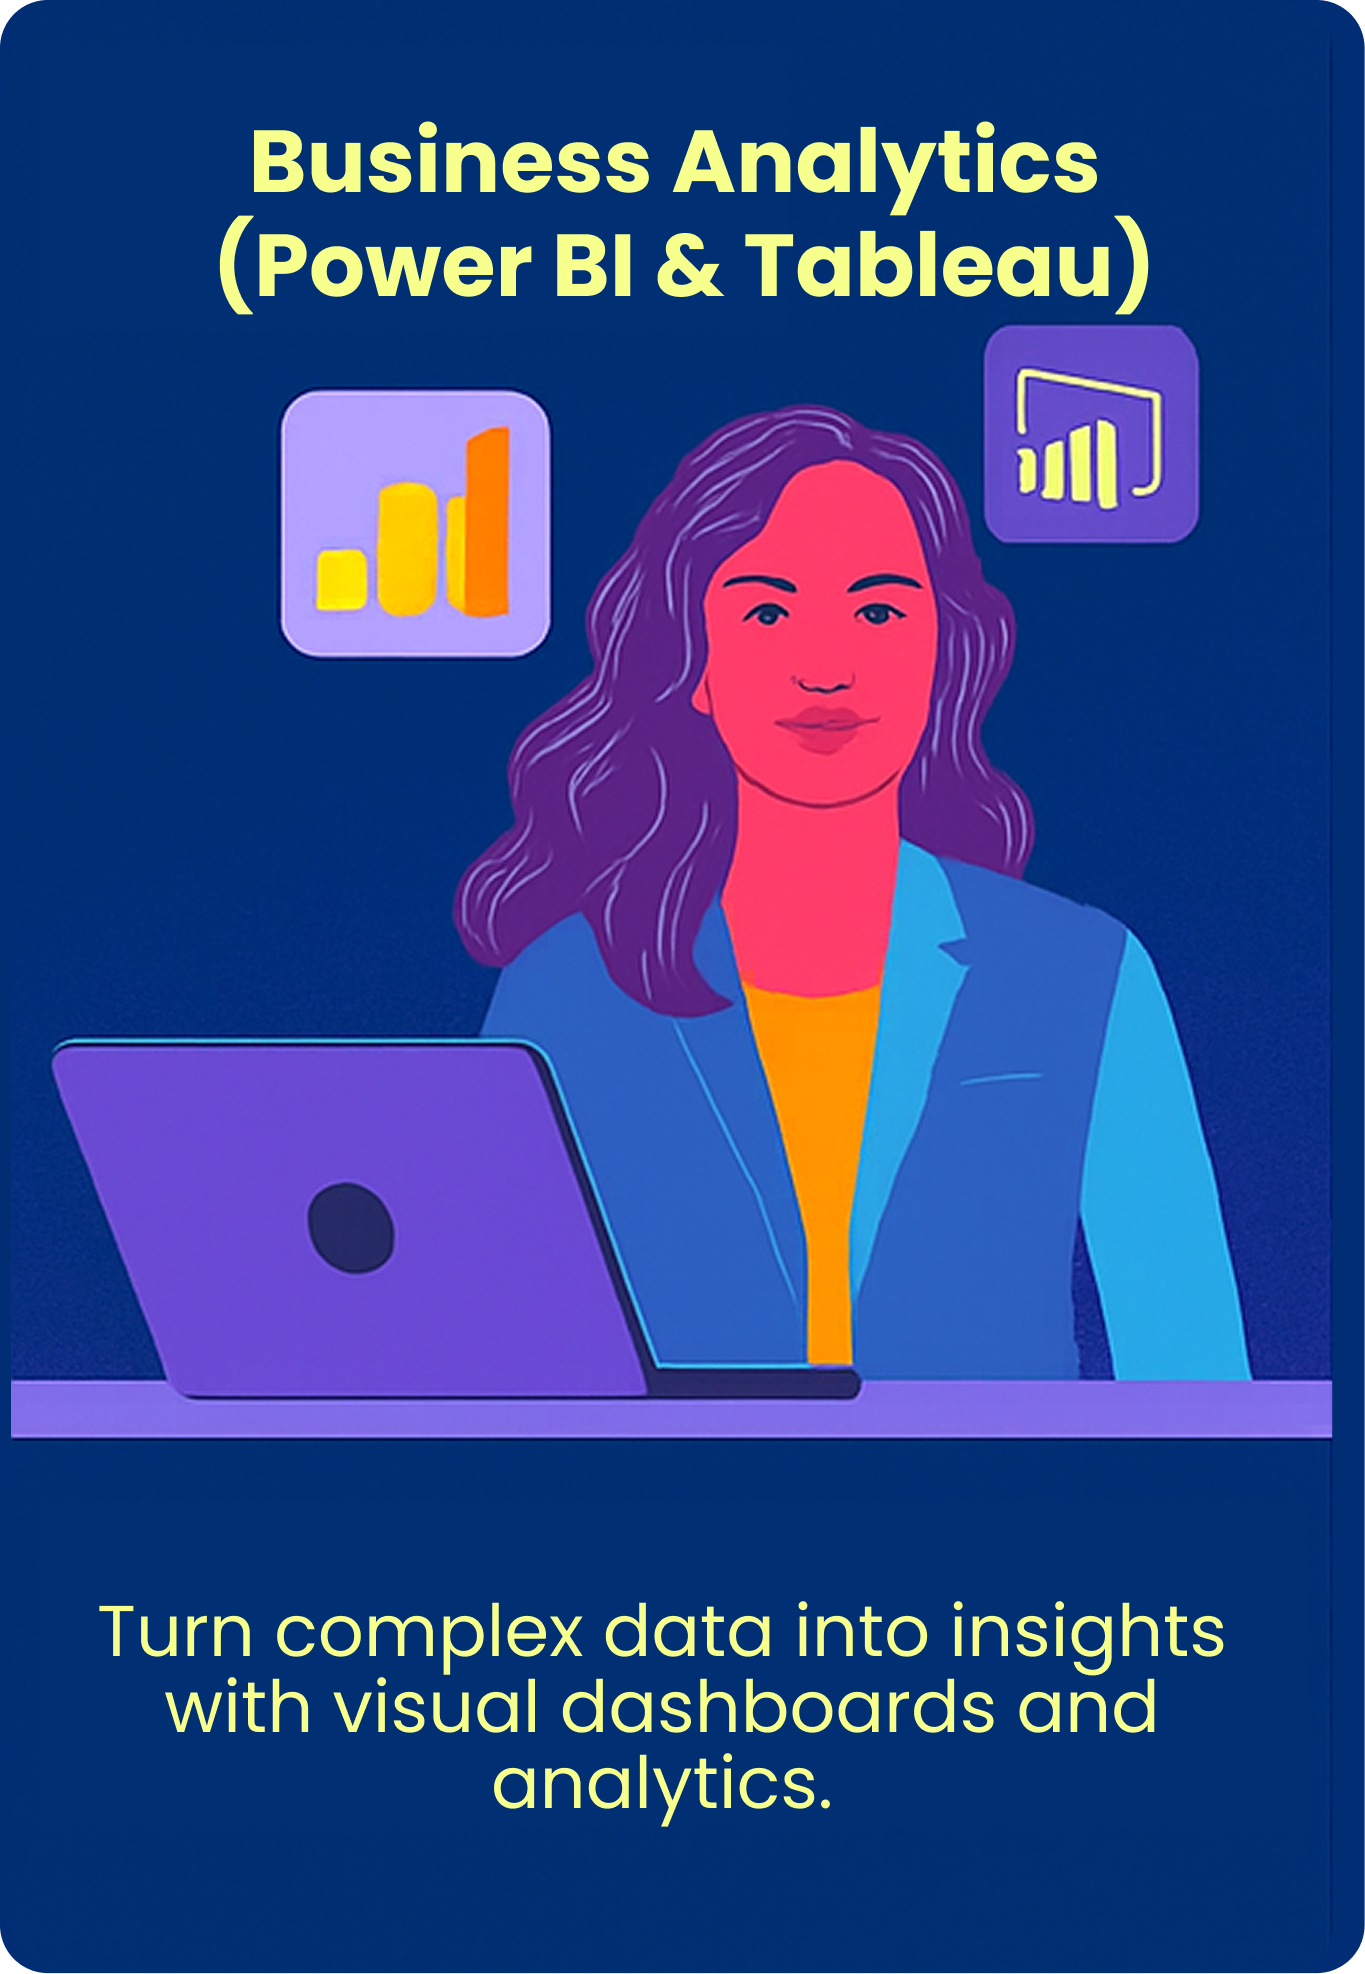 Business Analytics
(Power BI & Tableau)
Turn complex data into insights
with visual dashboards and
analytics.